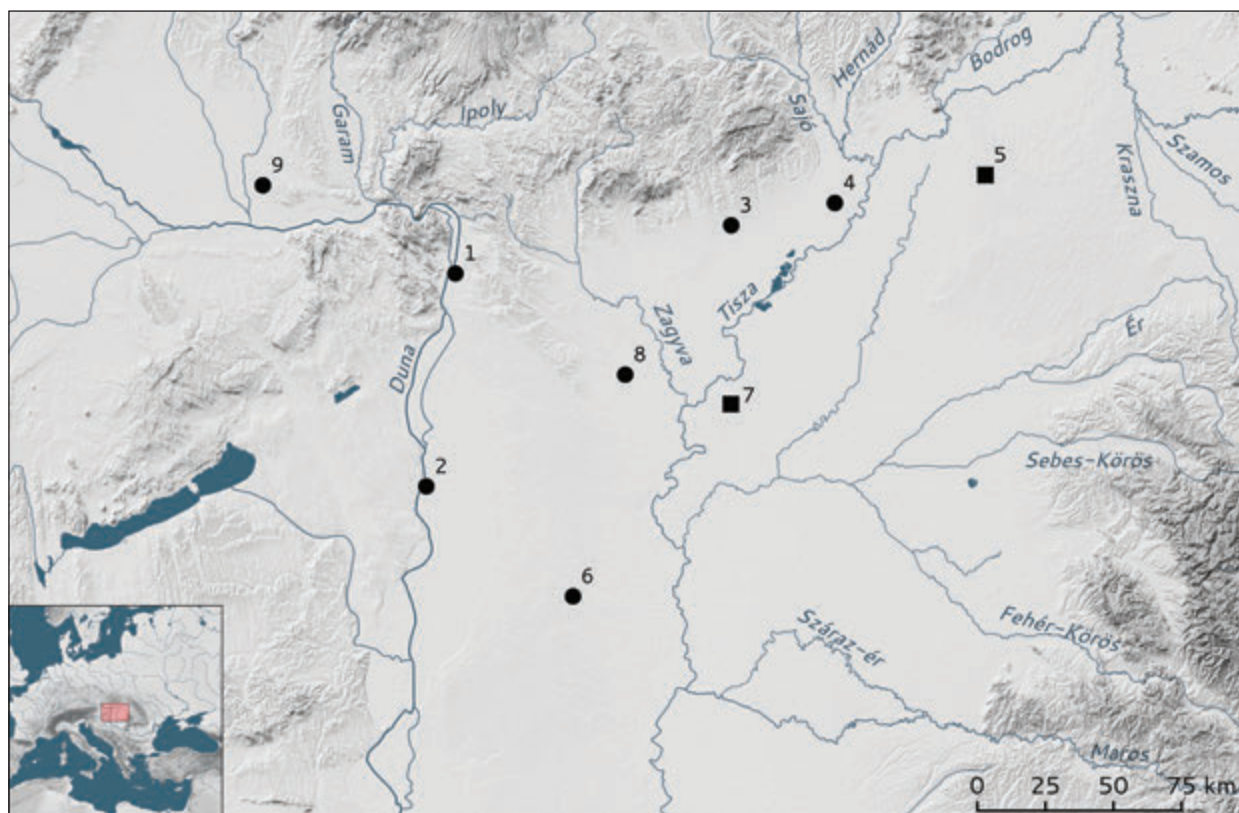 Bodrog
Hernád
Sajó
Ipoly
Garam
Szamos
Kraszna
9
5
4
3
1
Tisza
Zagyva
Ér
Duna
8
7
2
Sebes-Körös
6
Fehér-Körös
Száraz-ér
Maros
0 25 50 75 km